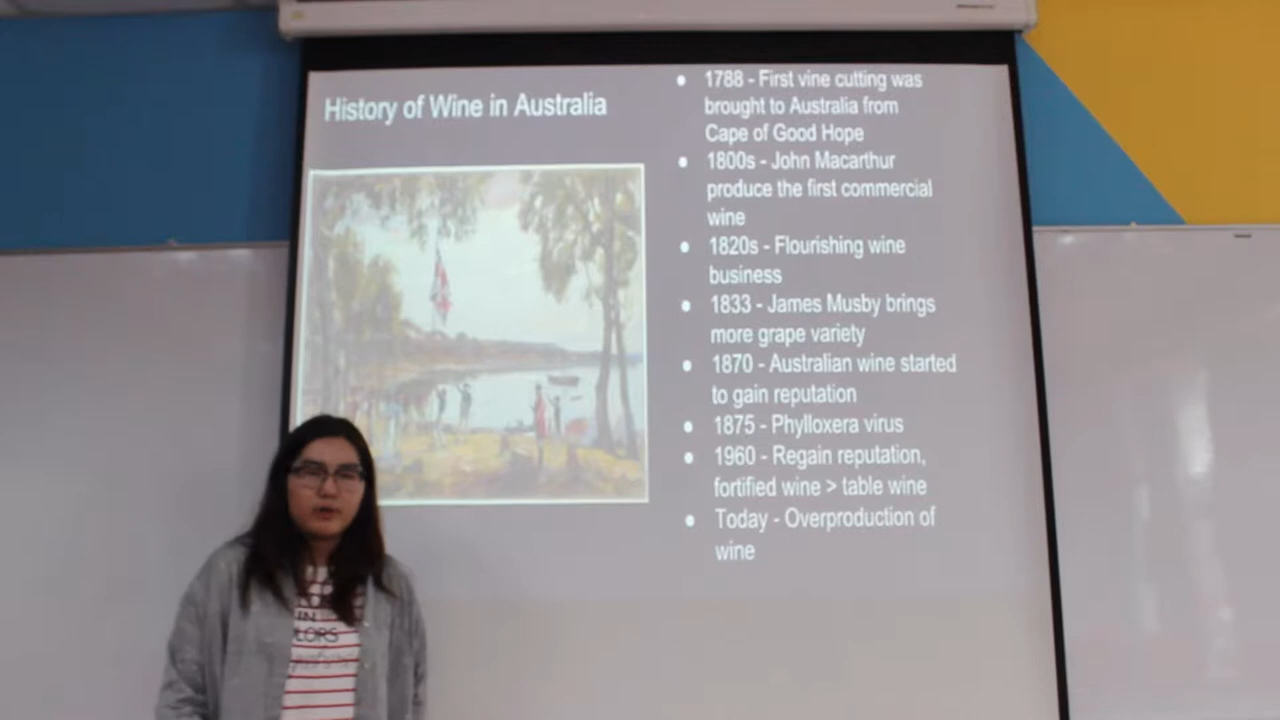 History of Wine in Australia
• 1788 - First vine cutting was
brought to Australia from
Cape of Good Hope
• 1800s - John Macarthur
produce the first commercial
wine
• 1820s - Flourishing wine
business
• 1833 - James Musby brings
more grape variety
• 1870 - Australian wine started
to gain reputation
• 1875 - Phylloxera virus
• 1960 - Regain reputation,
fortified wine > table wine
• Today - Overproduction of
wine
IN
LORS